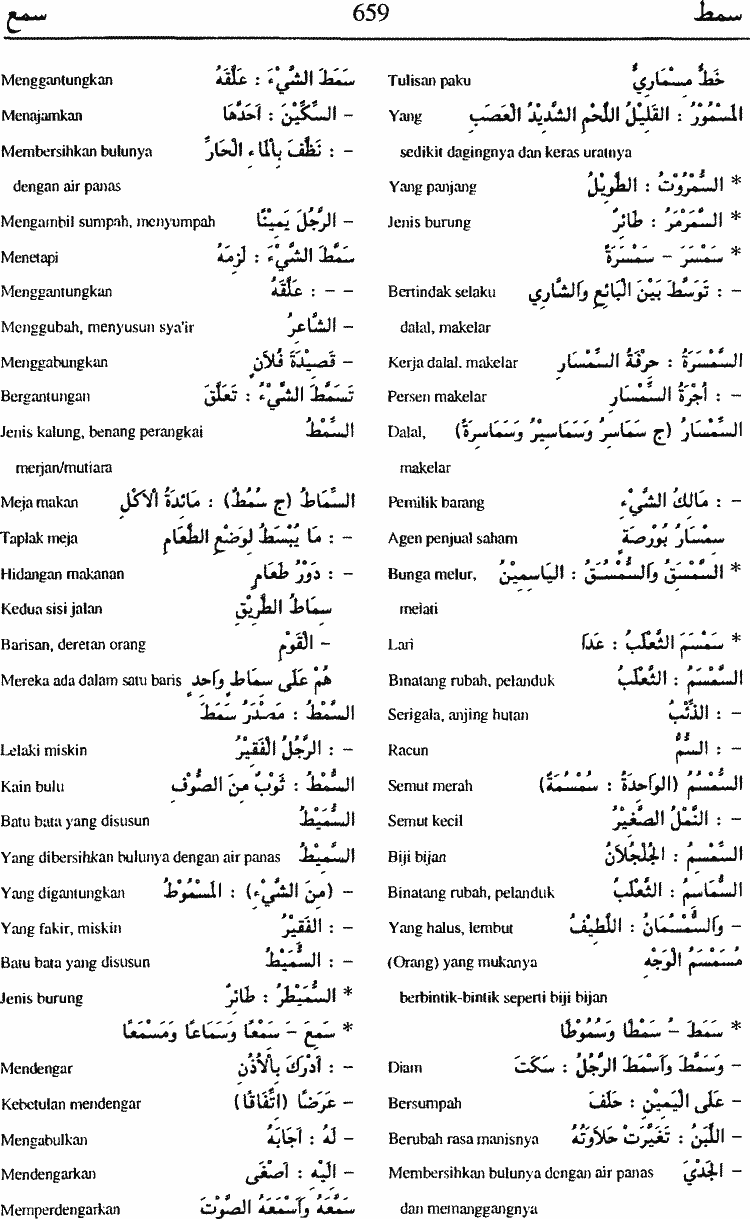 سمط 659 سمع
خَطٌّ مِسْمَارِيٌّ Tulisan paku
المَسْمُوْرُ : القَلِيْلُ اللَّحْمِ الشَّدِيْدُ العَصَبِ Yang
sedikit dagingnya dan keras uratnya
* السُّمْرُوْتُ : الطَّوِيْلُ Yang panjang
* السُّمَّرْمَرُ : طَائِرٌ Jenis burung
* سَمْسَرَ – سَمْسَرَةً
– : تَوَسَّطَ بَيْنَ البَائِعِ وَالشَّارِي Bertindak selaku
dalal, makelar
السَّمْسَرَةُ : حِرْفَةُ السِّمْسَارِ Kerja dalal, makelar
– : أُجْرَةُ السِّمْسَارِ Persen makelar
السِّمْسَارُ (ج سَمَاسِرُ وَسَمَاسِيْرُ وَسَمَاسِرَةٌ) Dalal,
makelar
– : مَالِكُ الشَّيْءِ Pemilik barang
سِمْسَارُ بُوْرصَةِ Agen penjual saham
* السَّمْسَقُ وَالسُّمْسُقُ : اليَاسَمِيْنُ Bunga melur,
melati
* سَمْسَمَ الثَّعْلَبُ : عَدَا Lari
السَّمْسَمُ : الثَّعْلَبُ Binatang rubah, pelanduk
– : الذِّئْبُ Serigala, anjing hutan
– : السُّمُّ Racun
السُّمْسُمُ (الوَاحِدَةُ : سُمْسُمَةٌ) Semut merah
– : النَّمْلُ الصَّغِيْرُ Semut kecil
السِّمْسِمُ : الجُلْجُلاَنُ Biji bijan
السُّمَاسِمُ : الثَّعْلَبُ Binatang rubah, pelanduk
– وَالسُّمْسُمَانُ : اللَّطِيْفُ Yang halus, lembut
مُسَمْسَمُ الوَجْهِ (Orang) yang mukanya
berbintik-bintik seperti biji bijan
* سَمَطَ – ُ سَمْطًا وَسُمُوْطًا
– وَسَمَّطَ وَأَسْمَطَ الرَّجُلُ : سَكَتَ Diam
– عَلَى الْيَمِيْنِ : حَلَفَ Bersumpah
– اللَّبَنُ : تَغَيَّرَتْ حَلاَوَتُهُ Berubah rasa manisnya
– الجَدْيَ Membersihkan bulunya dengan air panas
dan memanggangnya
سَمَطَ الشَّيْءَ : عَلَّقَهُ Menggantungkan
– السِّكِّيْنَ : اَحَدَّهَا Menajamkan
– : نَظَّفَ بِالْمَاءِ الْحَارِّ Membersihkan bulunya
dengan air panas
– الرَّجُلَ يَمِيْنًا Mengambil sumpah, menyumpah
سَمَّطَ الشَّيْءَ : لَزِمَهُ Menetapi
– – : عَلَّقَهُ Menggantungkan
– الشَّاعِرُ Menggubah, menyusun sya'ir
– قَصِيْدَةَ فُلاَنٍ Menggabungkan
تَسَمَّطَ الشَّيْءُ : تَعَلَّقَ Bergantungan
السِّمْطُ Jenis kalung, benang perangkai
merjan/mutiara
السِّمَاطُ (ج سُمُطٌ) : مَائِدَةُ الْأَكْلِ Meja makan
– : مَا يُبْسَطُ لِوَضْعِ الطَّعَامِ Taplak meja
– : دَوْرُ طَعَامٍ Hidangan makanan
سِمَاطُ الطَّرِيْقِ Kedua sisi jalan
– الْقَوْمِ Barisan, deretan orang
هُمْ عَلَى سِمَاطٍ وَاحِدٍ Mereka ada dalam satu baris
السَّمْطُ : مَصْدَرُ سَمَطَ
– : الرَّجُلُ الْفَقِيْرُ Lelaki miskin
السُّمْطُ : ثَوْبٌ مِنَ الصُّوْفِ Kain bulu
السُّمَيْطُ Batu bata yang disusun
السَّمِيْطُ Yang dibersihkan bulunya dengan air panas
– (مِنَ الشَّيْءِ) : الْمَسْمُوْطُ Yang digantungkan
– : الفَقِيْرُ Yang fakir, miskin
– : السُّمَيْطُ Batu bata yang disusun
* السُّمَيْطَرُ : طَائِرٌ Jenis burung
* سَمِعَ – َ سَمْعًا وَسَمَاعًا وَمَسْمَعًا
– : اَدْرَكَ بِالْأُذُنِ Mendengar
– عَرَضًا (اتِّفَاقًا) Kebetulan mendengar
– لَهُ : اَجَابَهُ Mengabulkan
– اِلَيْهِ : اَصْغَى Mendengarkan
سَمَّعَهُ وَأَسْمَعَهُ الصَّوْتَ Memperdengarkan